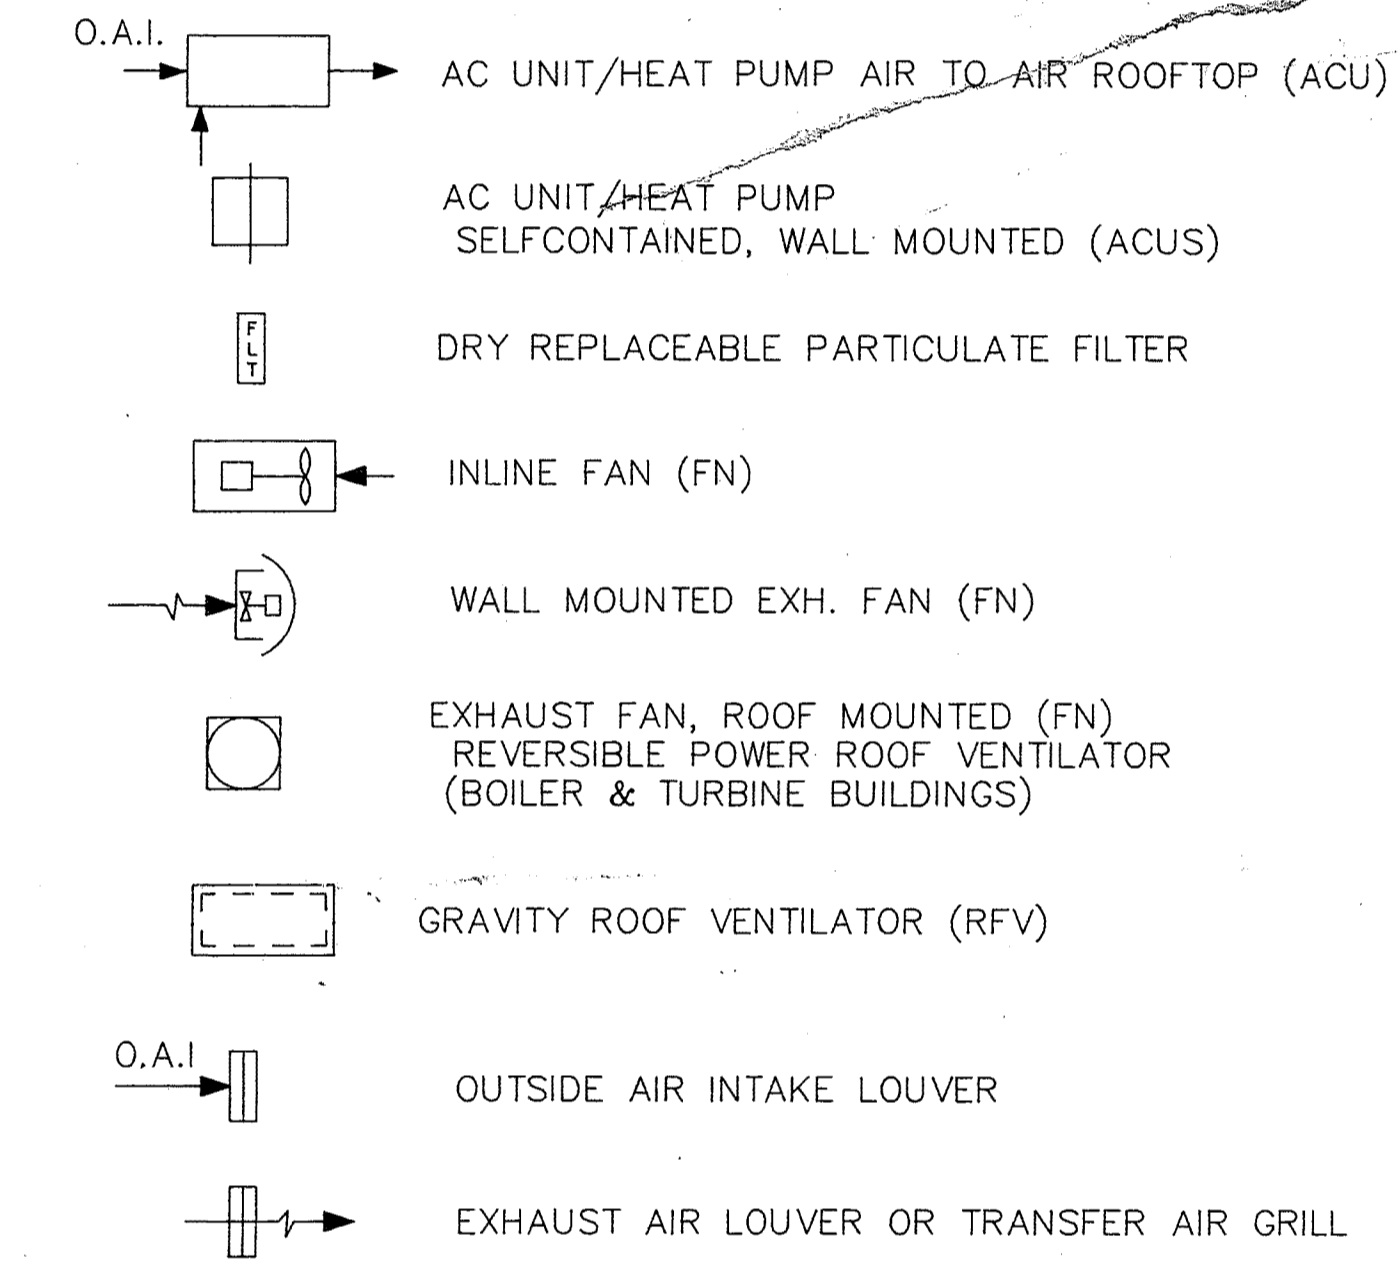 O.A.I.
AC UNIT/HEAT PUMP AIR TO AIR ROOFTOP (ACU)
AC UNIT/HEAT PUMP
SELFCONTAINED, WALL MOUNTED (ACUS)
FLT
DRY REPLACEABLE PARTICULATE FILTER
INLINE FAN (FN)
WALL MOUNTED EXH. FAN (FN)
EXHAUST FAN, ROOF MOUNTED (FN)
REVERSIBLE POWER ROOF VENTILATOR
(BOILER & TURBINE BUILDINGS)
GRAVITY ROOF VENTILATOR (RFV)
O.A.I
OUTSIDE AIR INTAKE LOUVER
EXHAUST AIR LOUVER OR TRANSFER AIR GRILL